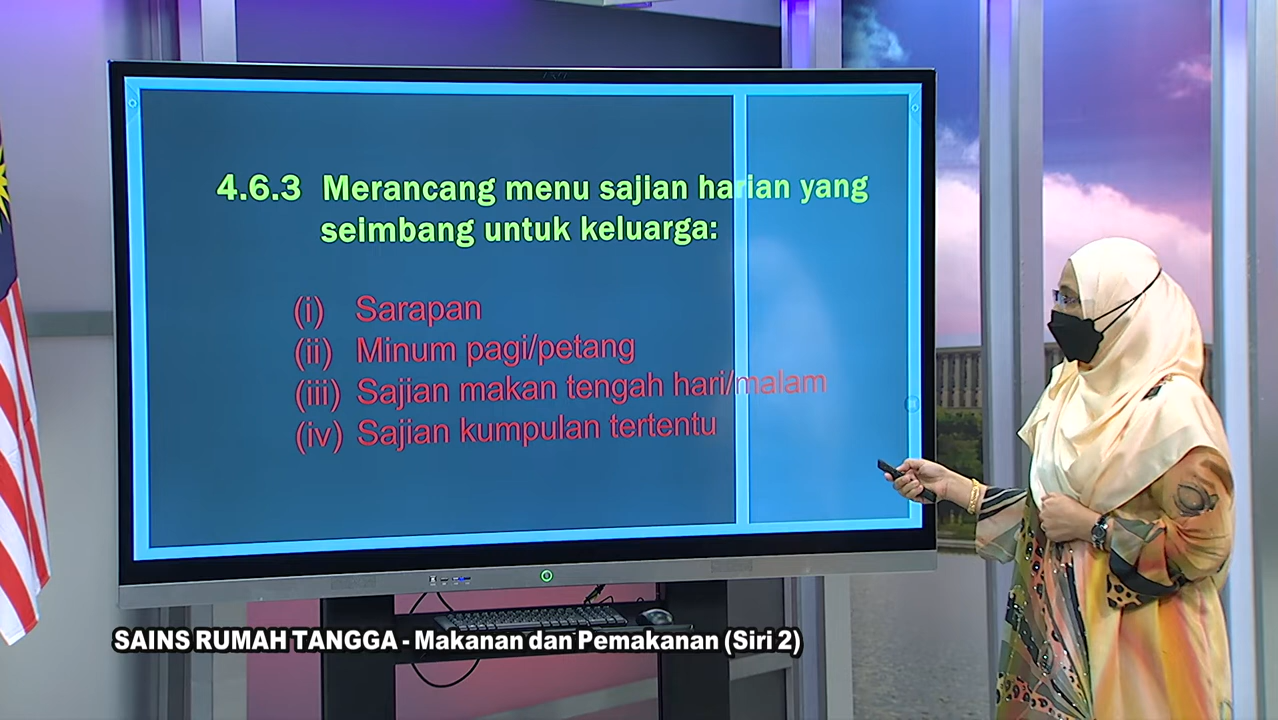 4.6.3 Merancang menu sajian harian yang
seimbang untuk keluarga:
(i) Sarapan
(ii) Minum pagi/petang
(iii) Sajian makan tengah hari/malam
(iv) Sajian kumpulan tertentu
SAINS RUMAH TANGGA - Makanan dan Pemakanan (Siri 2)